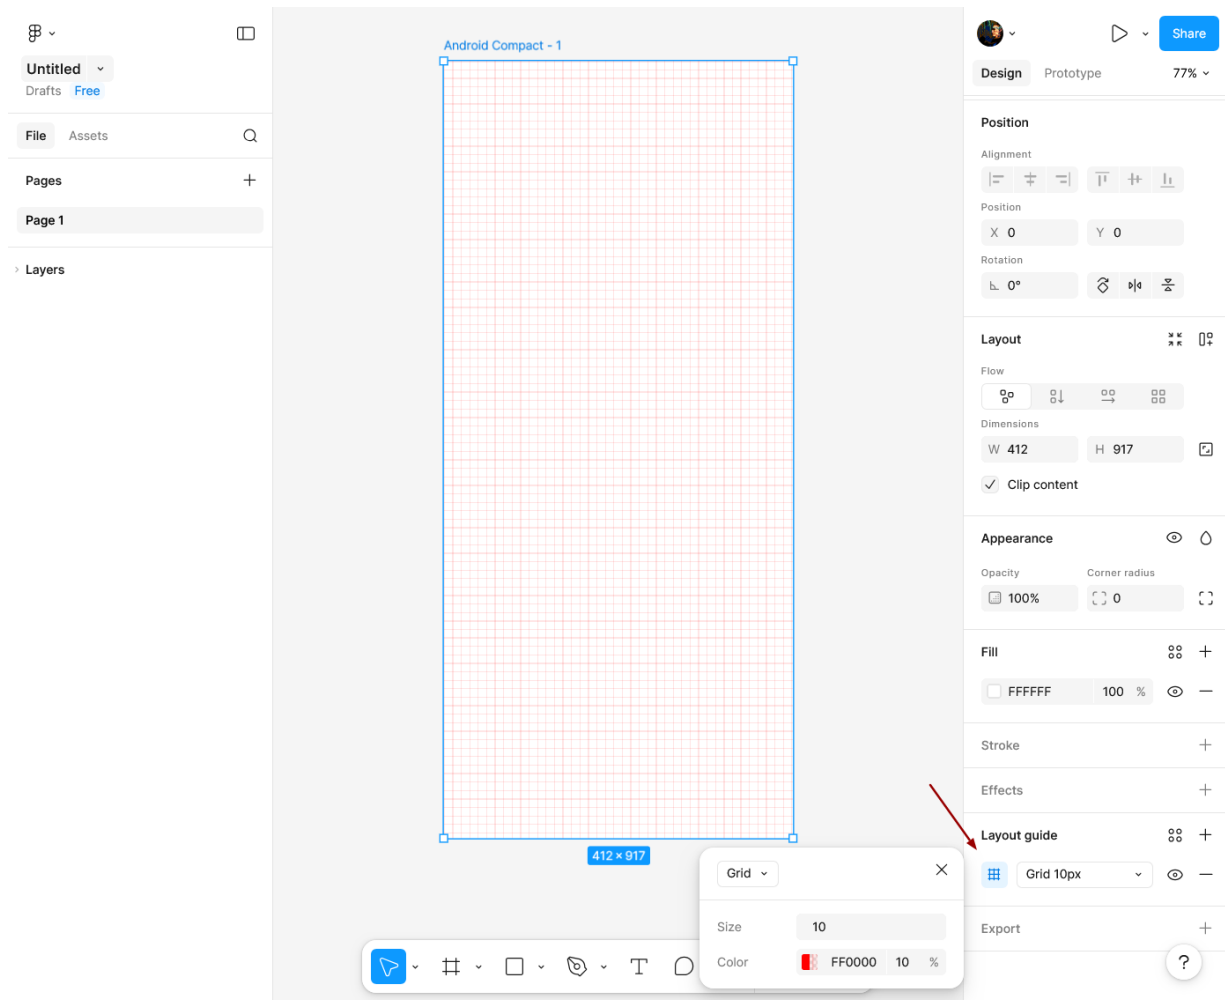 Untitled
Drafts Free
File Assets
Pages
Page 1
Layers
Android Compact - 1
412 × 917
Grid
Size 10
Color FF0000 10 %
Share
Design Prototype 77%
Position
Alignment
Position
X 0 Y 0
Rotation
0°
Layout
Flow
Dimensions
W 412 H 917
Clip content
Appearance
Opacity Corner radius
100% 0
Fill
FFFFFF 100 %
Stroke
Effects
Layout guide
Grid 10px
Export
?